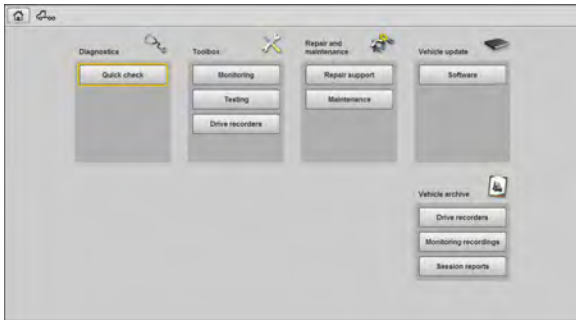 Diagnostics
Quick check
Toolbox
Monitoring
Testing
Drive recorders
Repair and
maintenance
Repair support
Maintenance
Vehicle update
Software
Vehicle archive
Drive recorders
Monitoring recordings
Session reports